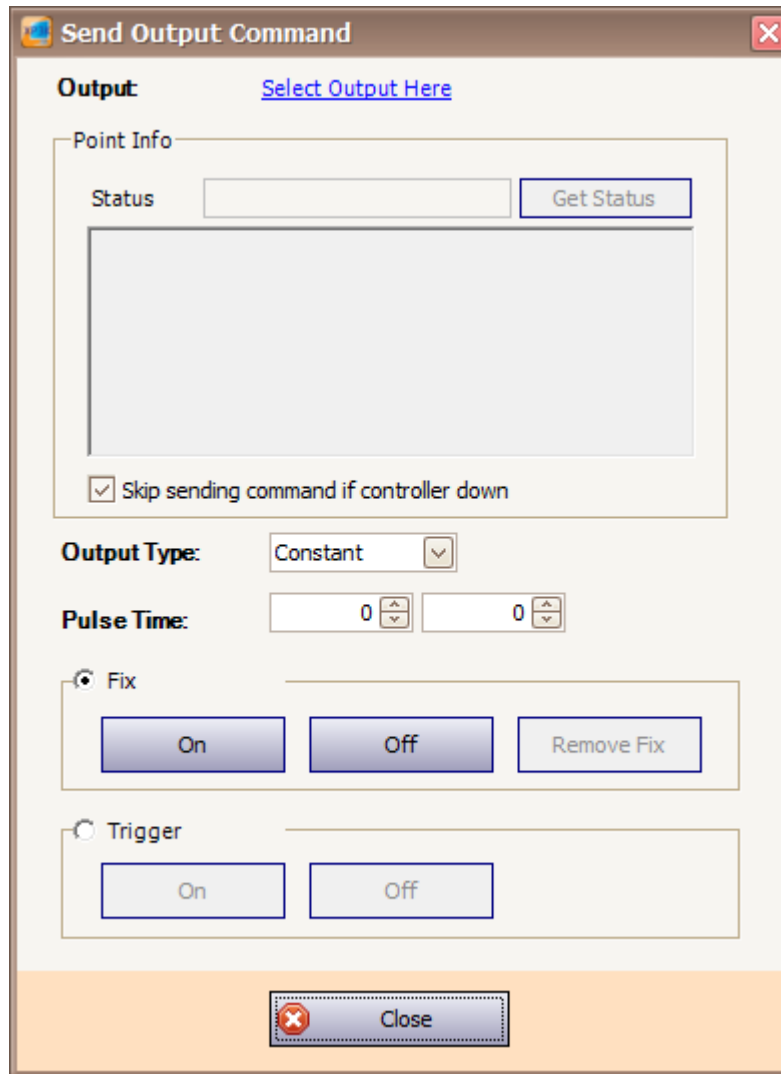 Send Output Command
Output: Select Output Here
Point Info
Status Get Status
Skip sending command if controller down
Output Type: Constant
Pulse Time: 0 0
Fix
On Off Remove Fix
Trigger
On Off
Close